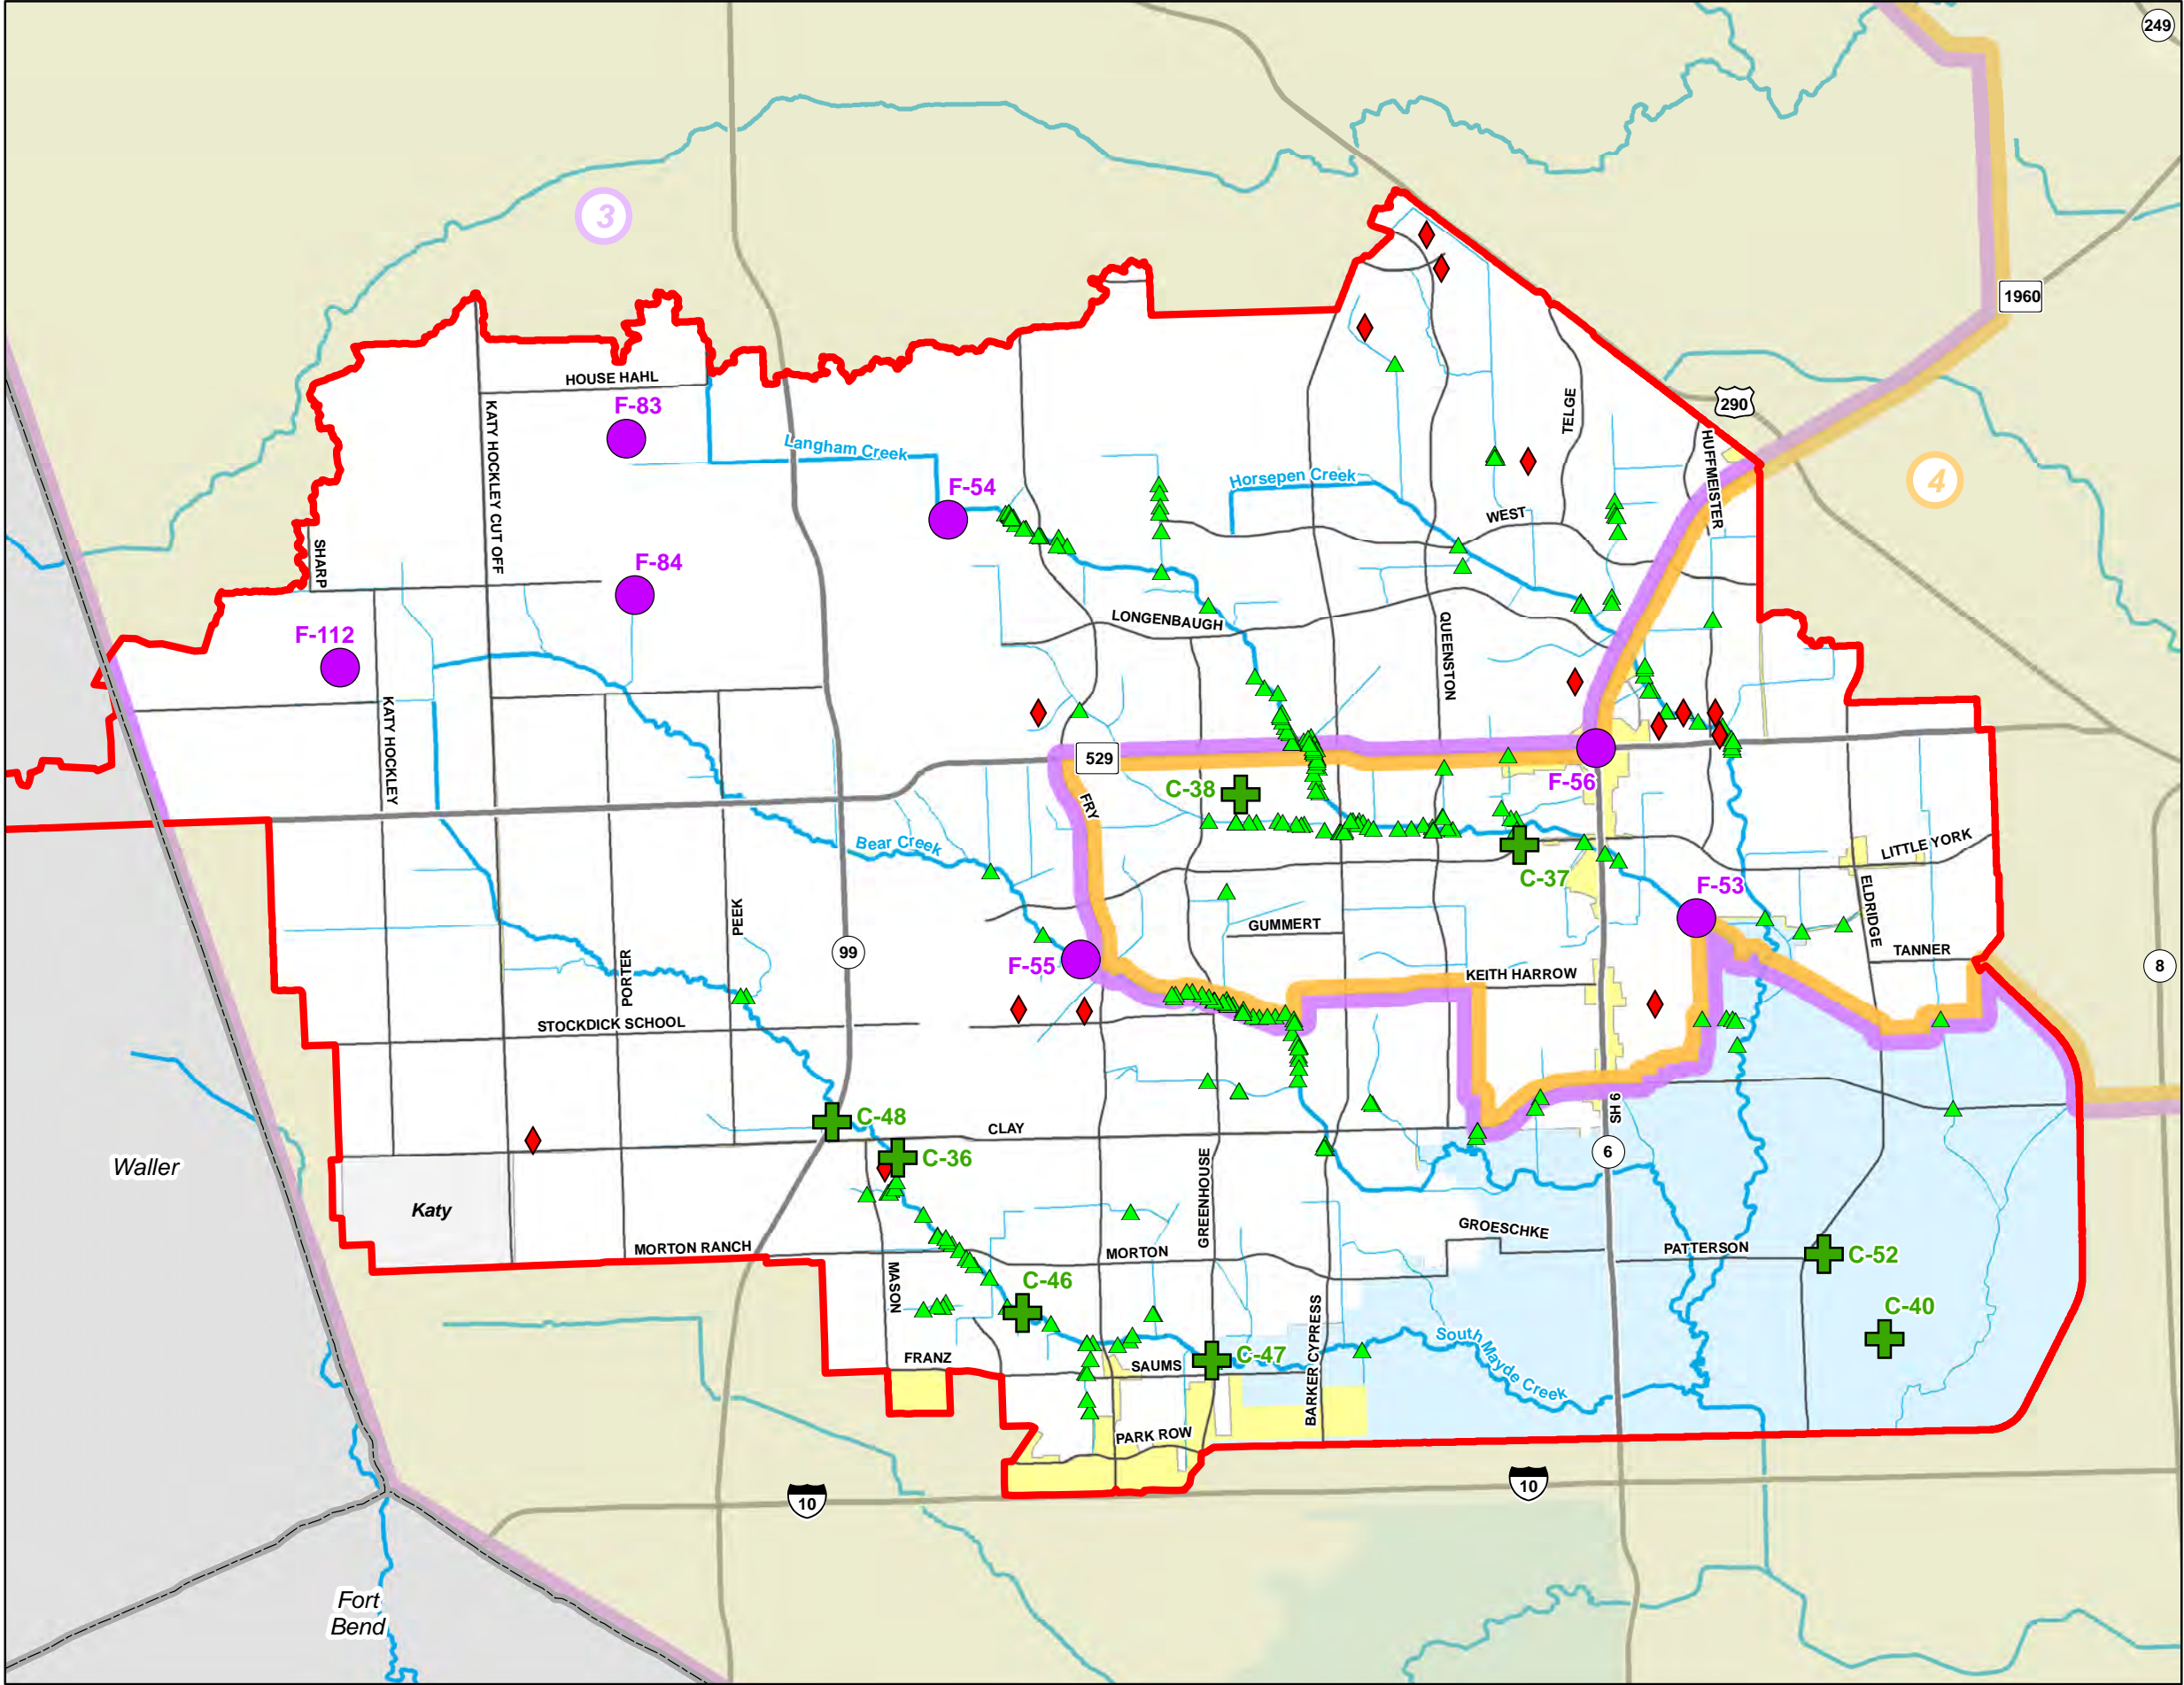 249
3
1960
HOUSE HAHL
F-83
290
TELGE
KATY HOCKLEY CUT OFF
Langham Creek
HUFFMEISTER
4
Horsepen Creek
F-54
WEST
SHARP
F-84
LONGENBAUGH
QUEENSTON
F-112
KATY HOCKLEY
529
F-56
C-38
FRY
Bear Creek
LITTLE YORK
C-37
F-53
PEEK
ELDRIDGE
GUMMERT
99
TANNER
F-55
8
PORTER
KEITH HARROW
STOCKDICK SCHOOL
C-48
CLAY
SH 6
6
C-36
Waller
Katy
GREENHOUSE
GROESCHKE
MORTON RANCH
MORTON
PATTERSON
C-52
MASON
C-46
C-40
BARKER CYPRESS
FRANZ
SAUMS
C-47
South Mayde Creek
PARK ROW
10
10
Fort
Bend